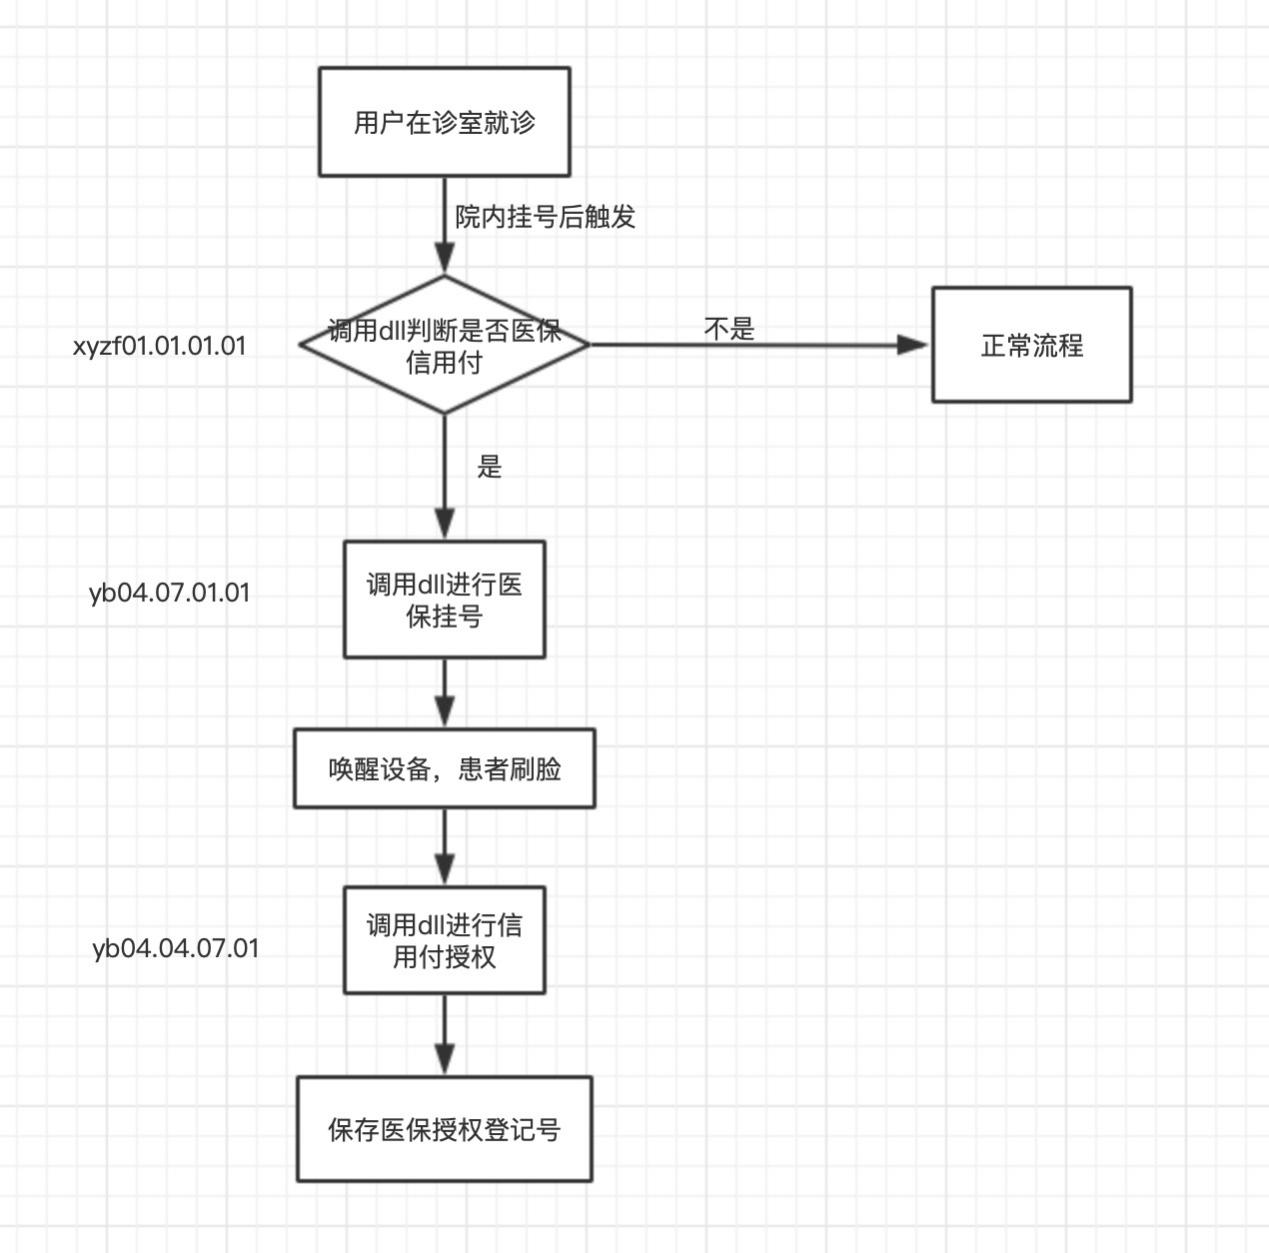 用户在诊室就诊
院内挂号后触发
xyzf01.01.01.01
调用dll判断是否医保
信用付
不是
正常流程
是
yb04.07.01.01
调用dll进行医
保挂号
唤醒设备，患者刷脸
yb04.04.07.01
调用dll进行信
用付授权
保存医保授权登记号